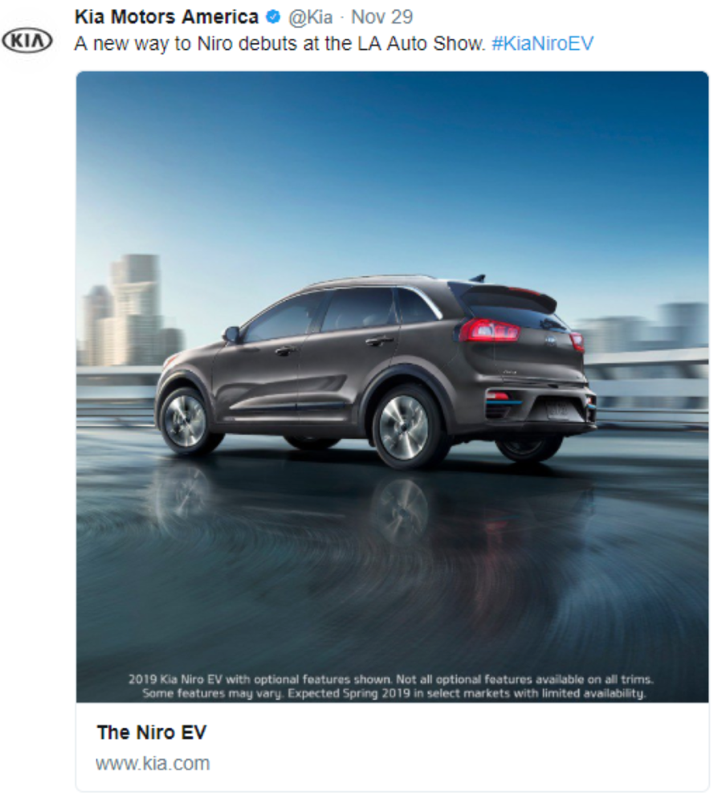 Kia Motors America @Kia · Nov 29
KIA
A new way to Niro debuts at the LA Auto Show. #KiaNiroEV
2019 Kia Niro EV with optional features shown. Not all optional features available on all trims.
Some features may vary. Expected Spring 2019 in select markets with limited availability.
The Niro EV
www.kia.com